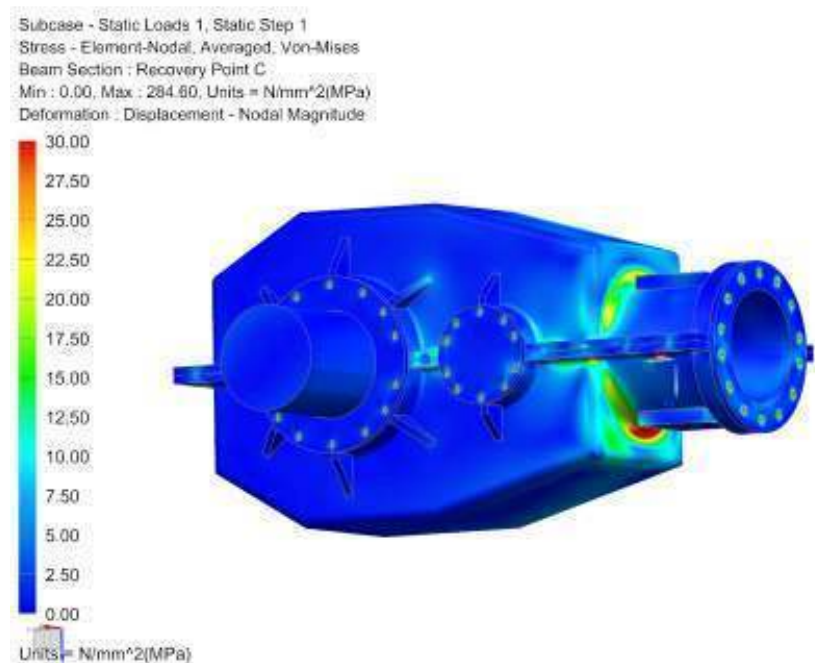 Subcase - Static Loads 1, Static Step 1
Stress - Element-Nodal, Averaged, Von-Mises
Beam Section : Recovery Point C
Min : 0.00, Max : 284.60, Units = N/mm^2(MPa)
Deformation : Displacement - Nodal Magnitude
30.00
27.50
25.00
22.50
20.00
17.50
15.00
12.50
10.00
7.50
5.00
2.50
0.00
Units = N/mm^2(MPa)